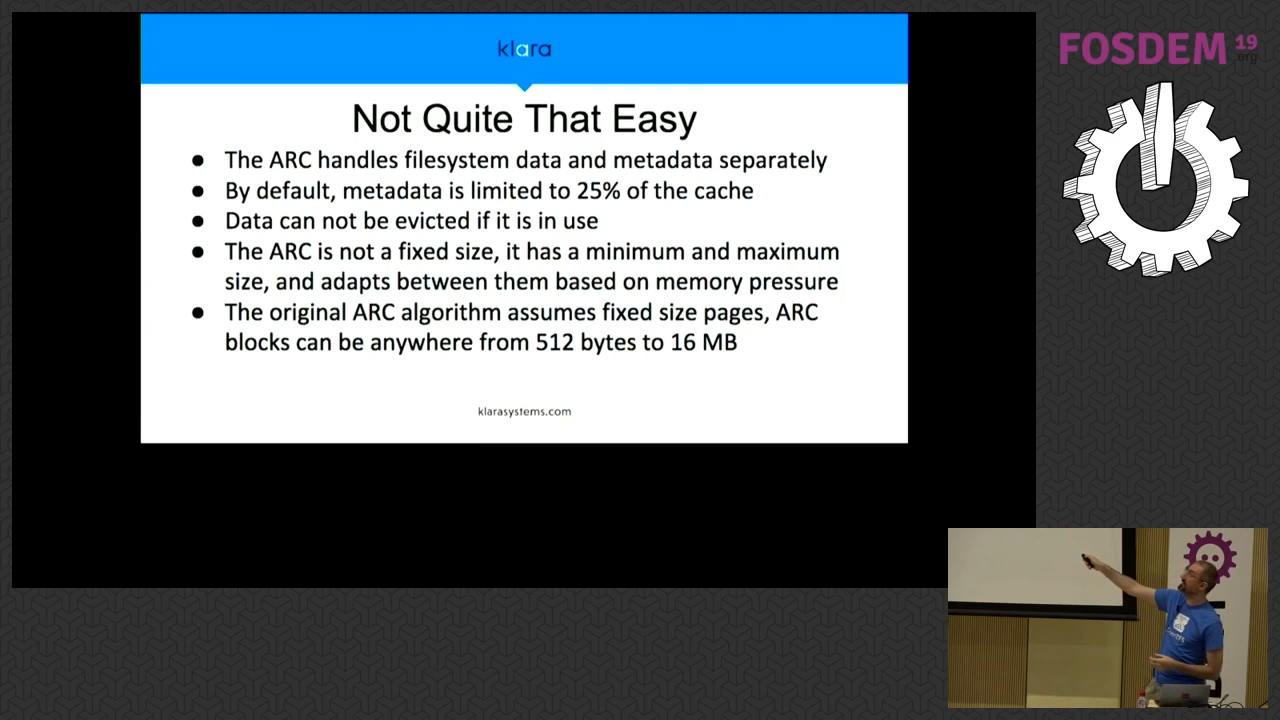 klara
FOSDEM 19
.org
Not Quite That Easy
● The ARC handles filesystem data and metadata separately
● By default, metadata is limited to 25% of the cache
● Data can not be evicted if it is in use
● The ARC is not a fixed size, it has a minimum and maximum
size, and adapts between them based on memory pressure
● The original ARC algorithm assumes fixed size pages, ARC
blocks can be anywhere from 512 bytes to 16 MB
klarasystems.com